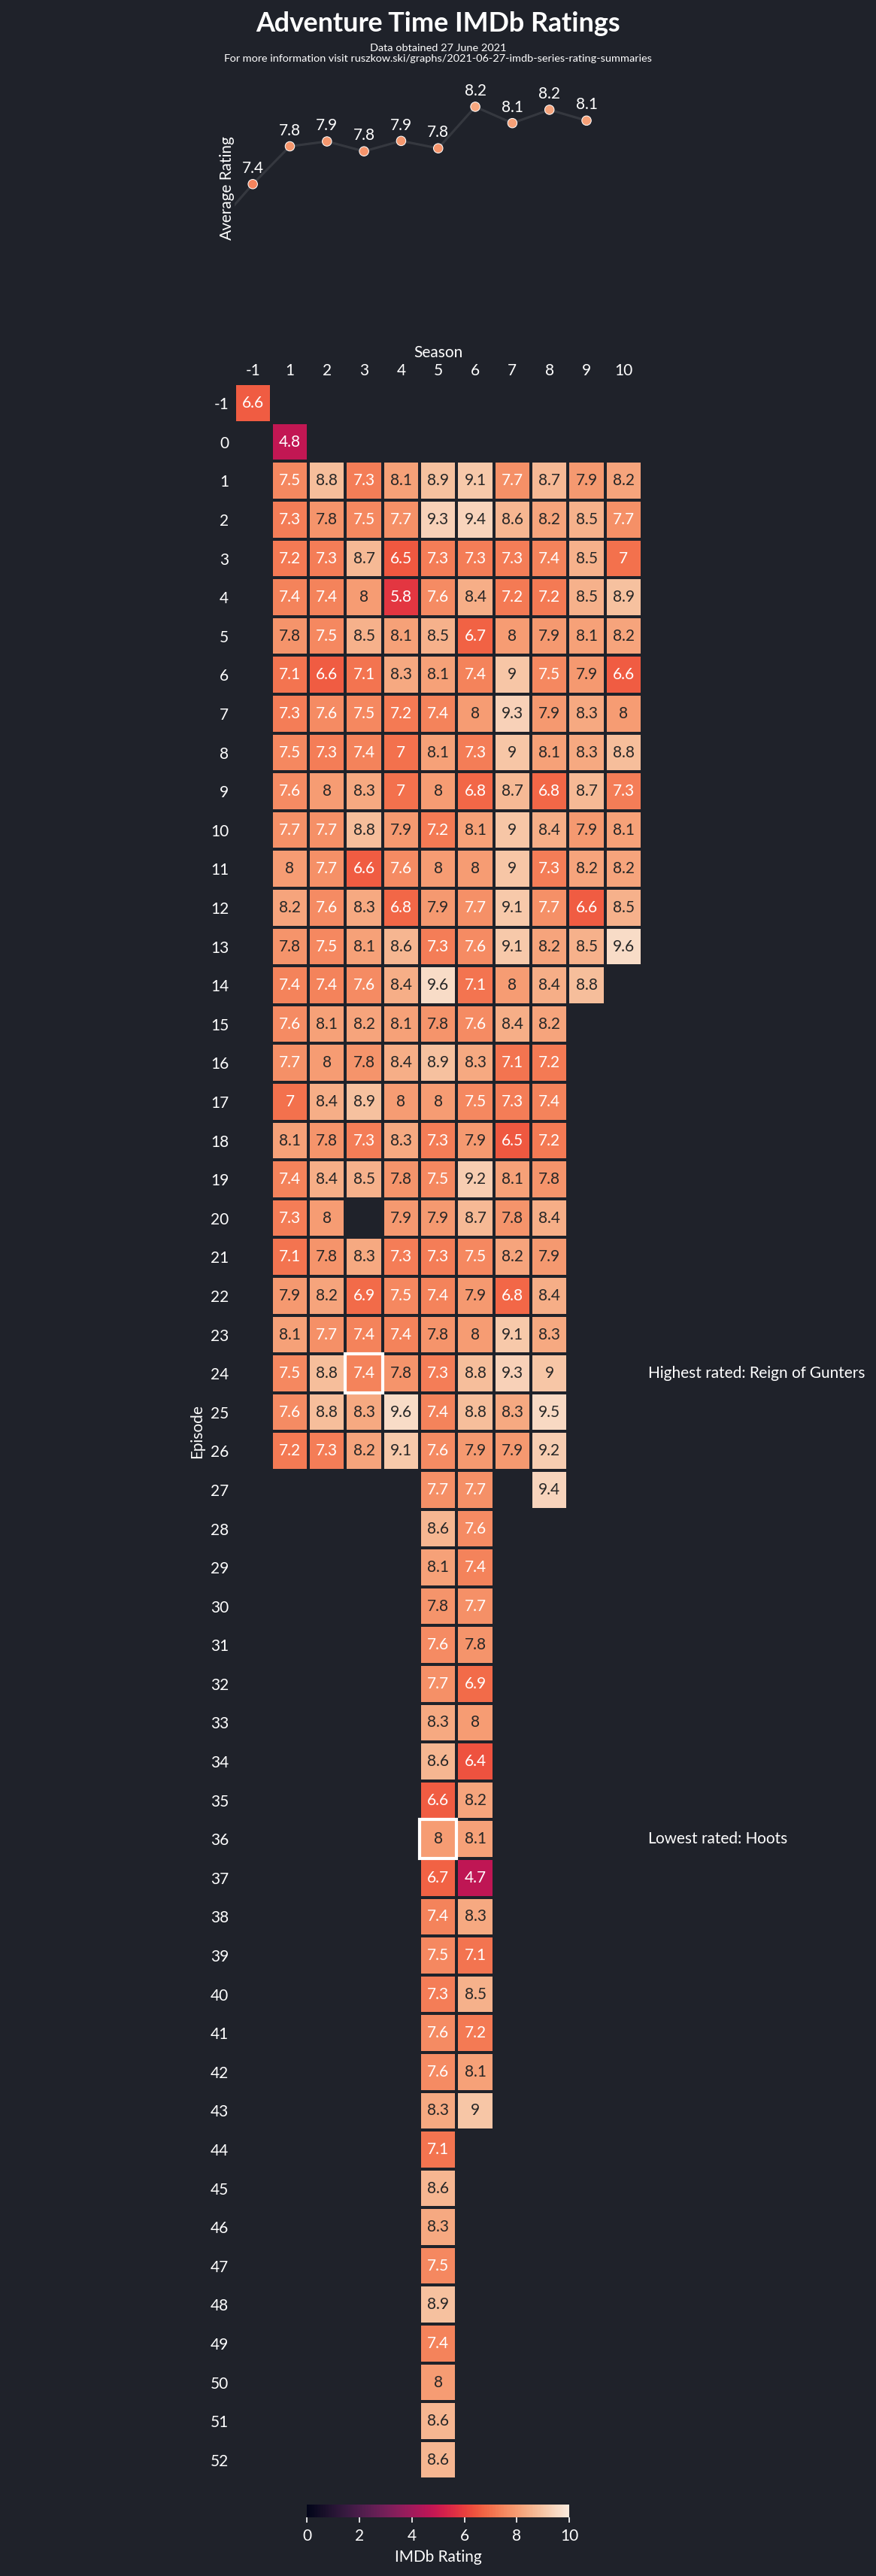 Adventure Time IMDb Ratings
Data obtained 27 June 2021
For more information visit ruszkow.ski/graphs/2021-06-27-imdb-series-rating-summaries
Average Rating
7.4 7.8 7.9 7.8 7.9 7.8 8.2 8.1 8.2 8.1
Season
-1 1 2 3 4 5 6 7 8 9 10
Episode
-1 6.6
0 4.8
1 7.5 8.8 7.3 8.1 8.9 9.1 7.7 8.7 7.9 8.2
2 7.3 7.8 7.5 7.7 9.3 9.4 8.6 8.2 8.5 7.7
3 7.2 7.3 8.7 6.5 7.3 7.3 7.3 7.4 8.5 7
4 7.4 7.4 8 5.8 7.6 8.4 7.2 7.2 8.5 8.9
5 7.8 7.5 8.5 8.1 8.5 6.7 8 7.9 8.1 8.2
6 7.1 6.6 7.1 8.3 8.1 7.4 9 7.5 7.9 6.6
7 7.3 7.6 7.5 7.2 7.4 8 9.3 7.9 8.3 8
8 7.5 7.3 7.4 7 8.1 7.3 9 8.1 8.3 8.8
9 7.6 8 8.3 7 8 6.8 8.7 6.8 8.7 7.3
10 7.7 7.7 8.8 7.9 7.2 8.1 9 8.4 7.9 8.1
11 8 7.7 6.6 7.6 8 8 9 7.3 8.2 8.2
12 8.2 7.6 8.3 6.8 7.9 7.7 9.1 7.7 6.6 8.5
13 7.8 7.5 8.1 8.6 7.3 7.6 9.1 8.2 8.5 9.6
14 7.4 7.4 7.6 8.4 9.6 7.1 8 8.4 8.8
15 7.6 8.1 8.2 8.1 7.8 7.6 8.4 8.2
16 7.7 8 7.8 8.4 8.9 8.3 7.1 7.2
17 7 8.4 8.9 8 8 7.5 7.3 7.4
18 8.1 7.8 7.3 8.3 7.3 7.9 6.5 7.2
19 7.4 8.4 8.5 7.8 7.5 9.2 8.1 7.8
20 7.3 8 7.9 7.9 8.7 7.8 8.4
21 7.1 7.8 8.3 7.3 7.3 7.5 8.2 7.9
22 7.9 8.2 6.9 7.5 7.4 7.9 6.8 8.4
23 8.1 7.7 7.4 7.4 7.8 8 9.1 8.3
24 7.5 8.8 7.4 7.8 7.3 8.8 9.3 9 Highest rated: Reign of Gunters
25 7.6 8.8 8.3 9.6 7.4 8.8 8.3 9.5
26 7.2 7.3 8.2 9.1 7.6 7.9 7.9 9.2
27 7.7 7.7 9.4
28 8.6 7.6
29 8.1 7.4
30 7.8 7.7
31 7.6 7.8
32 7.7 6.9
33 8.3 8
34 8.6 6.4
35 6.6 8.2
36 8 8.1 Lowest rated: Hoots
37 6.7 4.7
38 7.4 8.3
39 7.5 7.1
40 7.3 8.5
41 7.6 7.2
42 7.6 8.1
43 8.3 9
44 7.1
45 8.6
46 8.3
47 7.5
48 8.9
49 7.4
50 8
51 8.6
52 8.6
0 2 4 6 8 10
IMDb Rating